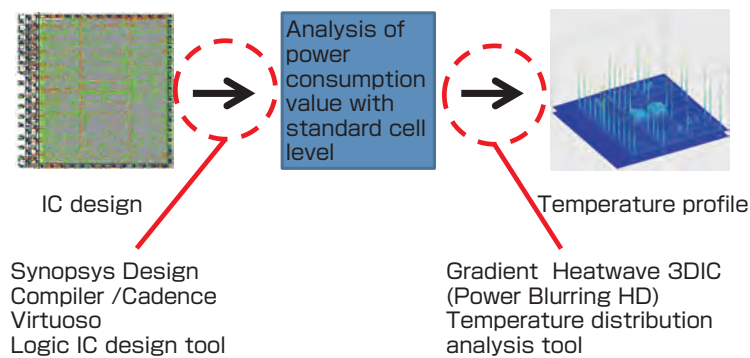 Analysis of
power
consumption
value with
standard cell
level
IC design
Temperature profile
Synopsys Design
Compiler /Cadence
Virtuoso
Logic IC design tool
Gradient Heatwave 3DIC
(Power Blurring HD)
Temperature distribution
analysis tool